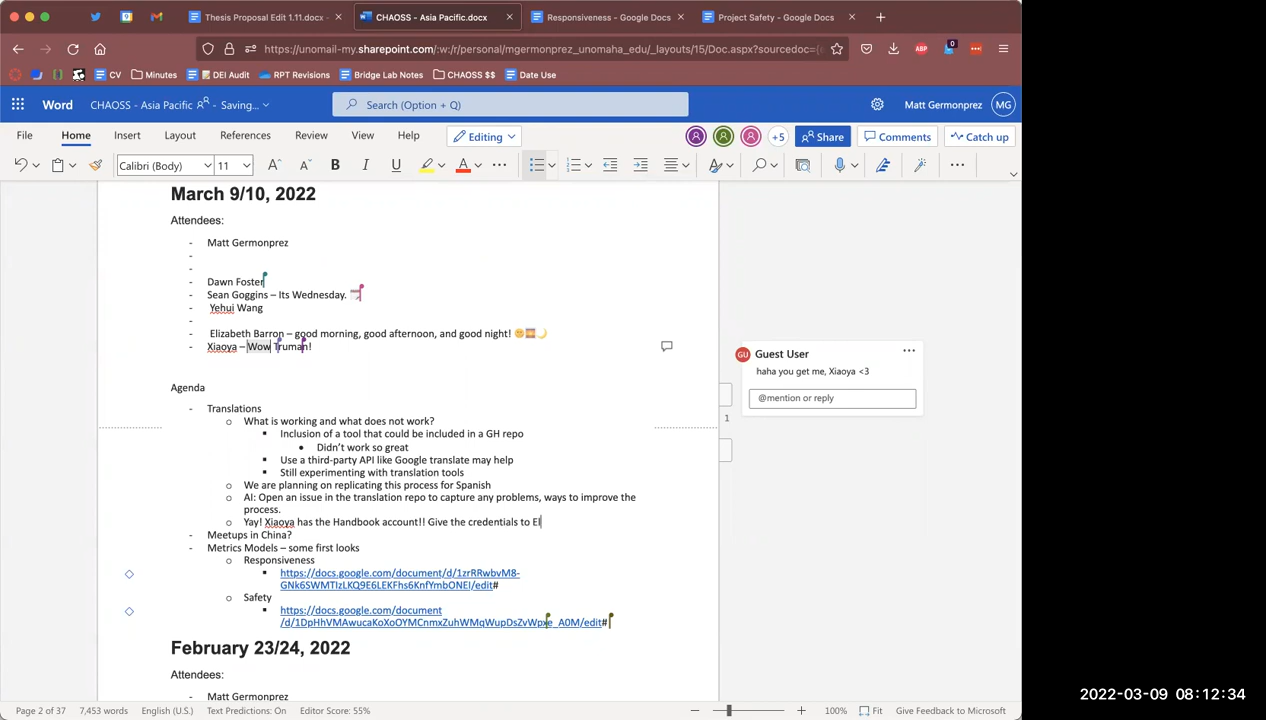 Thesis Proposal Edit 1.11.docx
CHAOSS - Asia Pacific.docx
Responsiveness - Google Docs
Project Safety - Google Docs
https://unomail-my.sharepoint.com/:w:/r/personal/mgermonprez_unomaha_edu/_layouts/15/Doc.aspx?sourcedoc={
ABP
0
CV
Minutes
DEI Audit
RPT Revisions
Bridge Lab Notes
CHAOSS $$
Date Use
Word
CHAOSS - Asia Pacific - Saving...
Search (Option + Q)
Matt Germonprez
MG
File
Home
Insert
Layout
References
Review
View
Help
Editing
+5
Share
Comments
Catch up
Calibri (Body)
11
B
I
U
March 9/10, 2022
Attendees:
- Matt Germonprez
-
-
- Dawn Foster
- Sean Goggins – Its Wednesday.
- Yehui Wang
-
- Elizabeth Barron – good morning, good afternoon, and good night! 🌞🌅🌙
- Xiaoya – Wow Truman!
GU Guest User
haha you get me, Xiaoya <3
@mention or reply
Agenda
- Translations
o What is working and what does not work?
▪ Inclusion of a tool that could be included in a GH repo
• Didn't work so great
▪ Use a third-party API like Google translate may help
▪ Still experimenting with translation tools
o We are planning on replicating this process for Spanish
o AI: Open an issue in the translation repo to capture any problems, ways to improve the
process.
o Yay! Xiaoya has the Handbook account!! Give the credentials to El
1
- Meetups in China?
- Metrics Models – some first looks
o Responsiveness
▪ https://docs.google.com/document/d/1zrRRwbvM8-
GNk6SWMTIzLKQ9E6LEKFhs6KnfYmbONEI/edit#
o Safety
▪ https://docs.google.com/document
/d/1DpHhVMAwucaKoXoOYMCnmxZuhWMqWupDsZvWpxe_A0M/edit#
February 23/24, 2022
Attendees:
- Matt Germonprez
Page 2 of 37
7,453 words
English (U.S.)
Text Predictions: On
Editor Score: 55%
100%
Fit
Give Feedback to Microsoft
2022-03-09 08:12:34